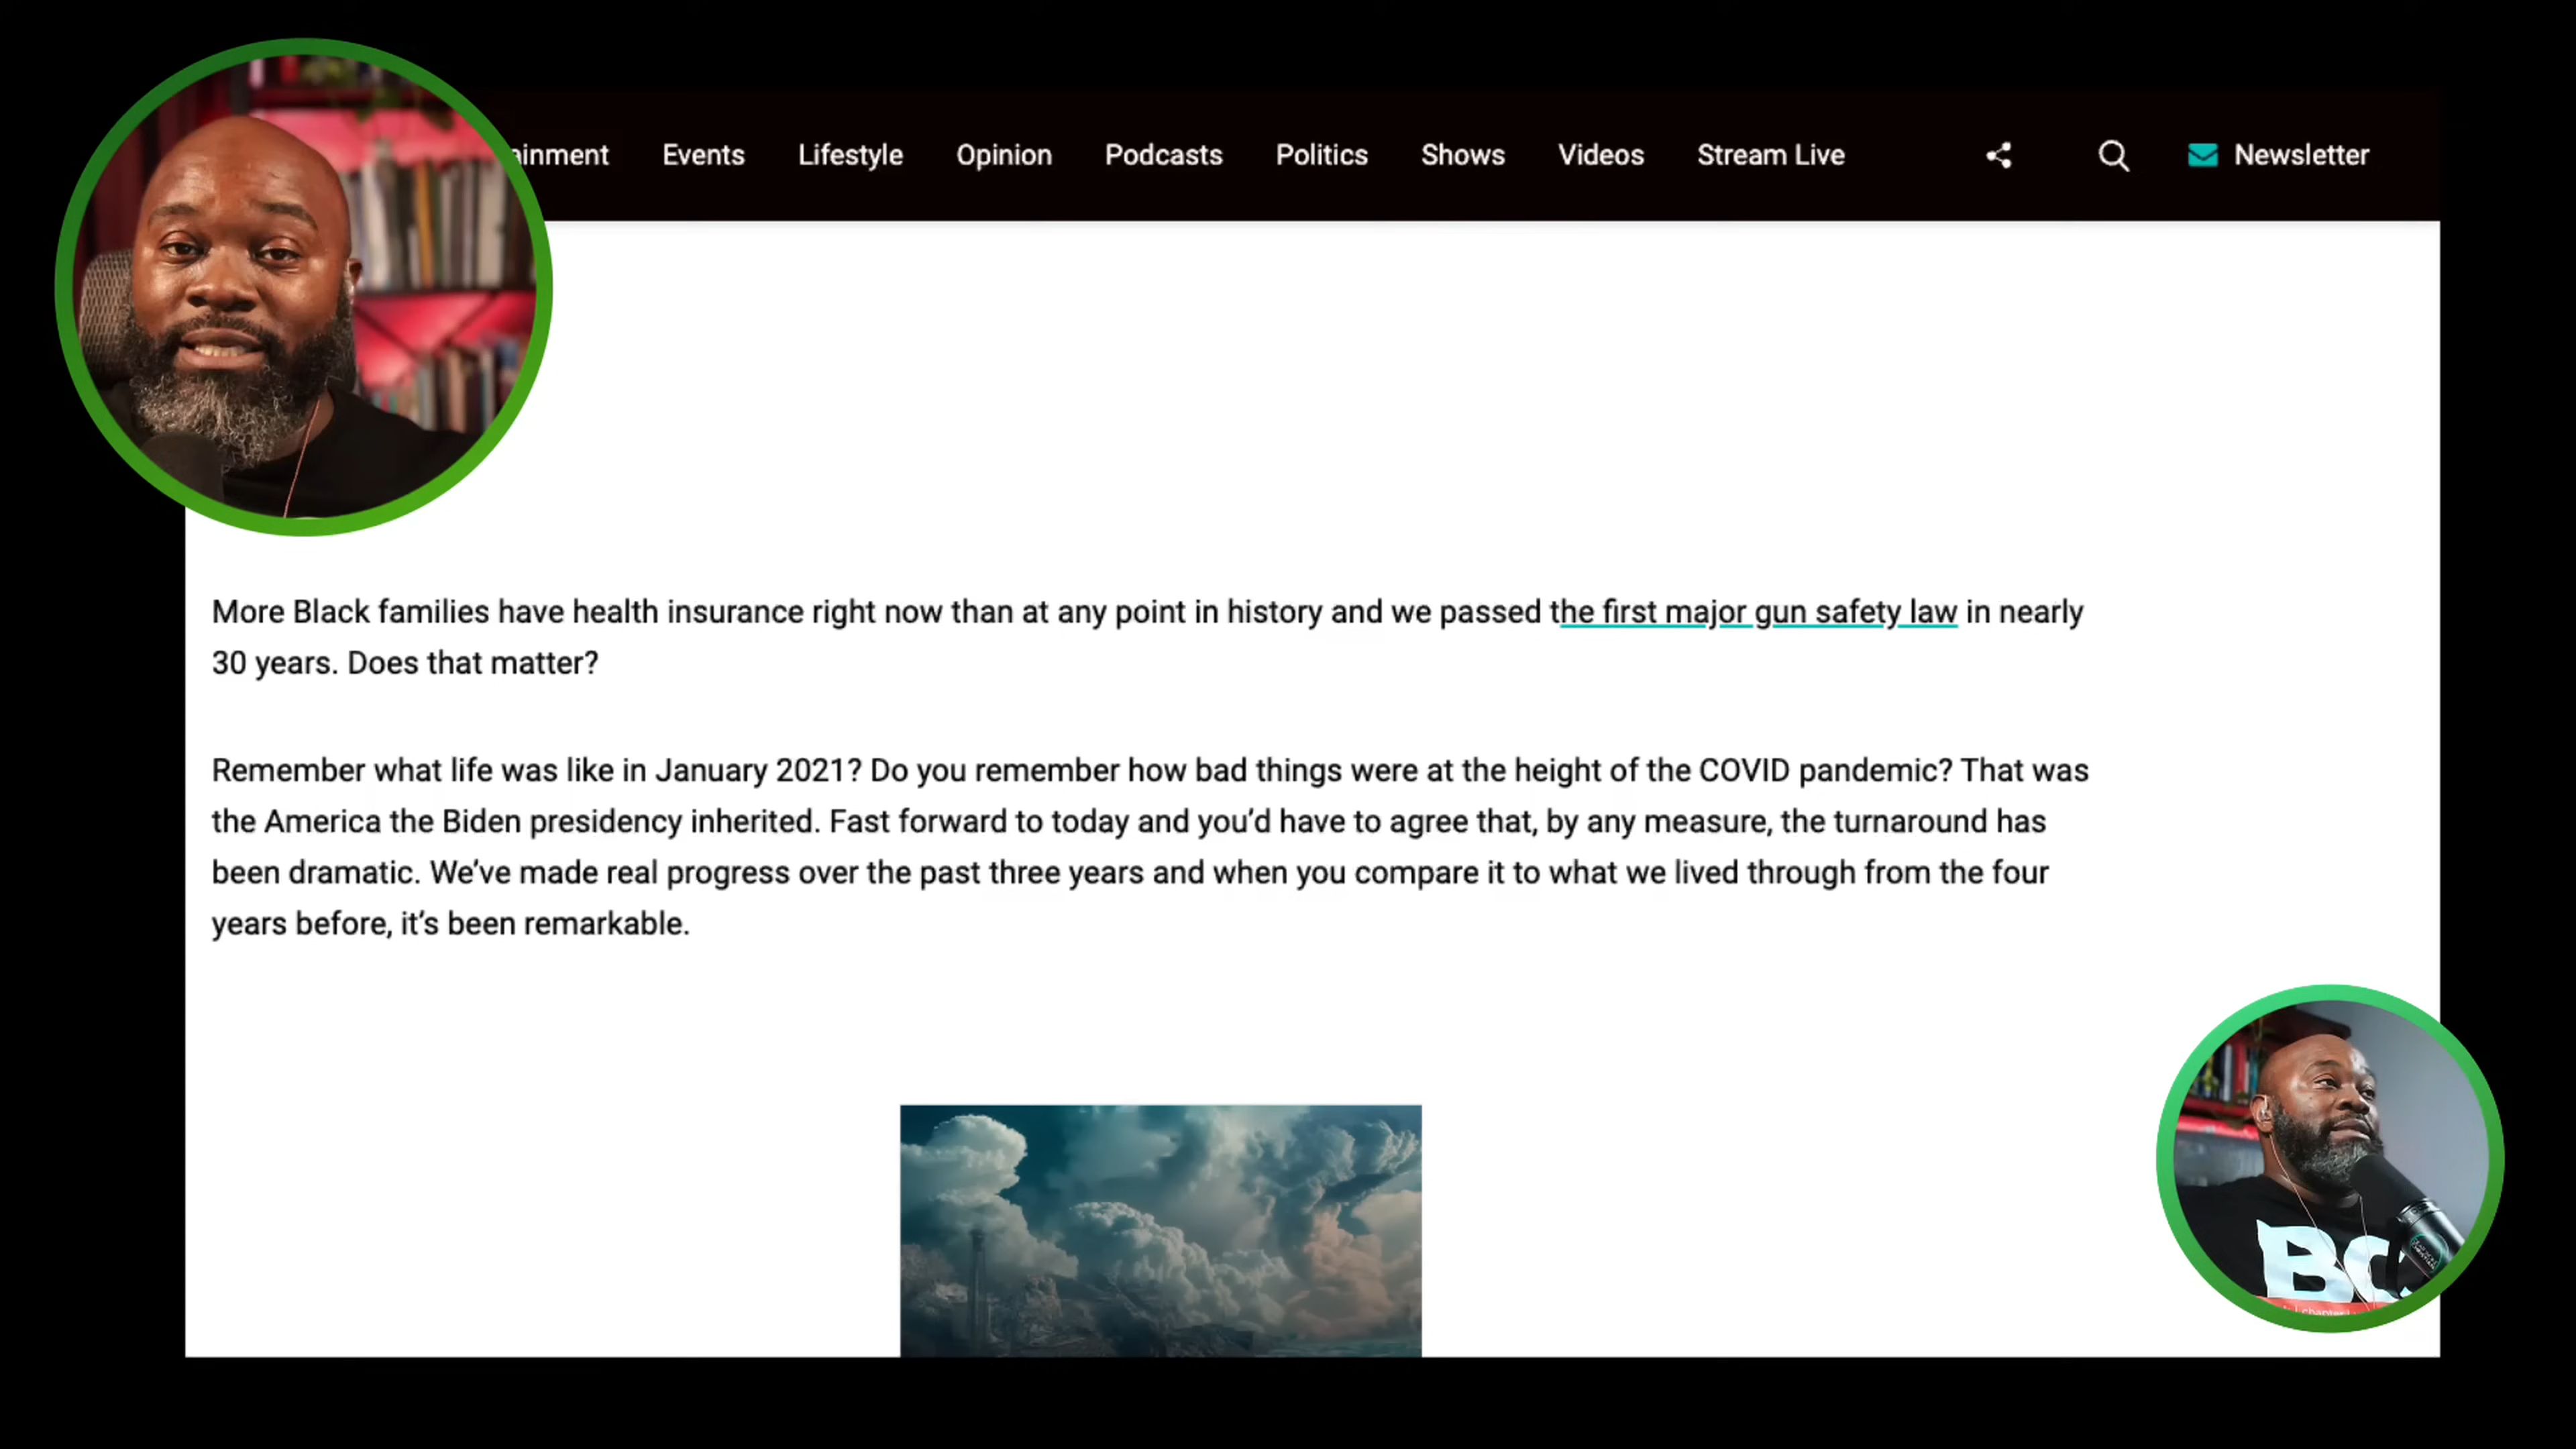 ainment Events Lifestyle Opinion Podcasts Politics Shows Videos Stream Live Newsletter
More Black families have health insurance right now than at any point in history and we passed the first major gun safety law in nearly
30 years. Does that matter?
Remember what life was like in January 2021? Do you remember how bad things were at the height of the COVID pandemic? That was
the America the Biden presidency inherited. Fast forward to today and you’d have to agree that, by any measure, the turnaround has
been dramatic. We’ve made real progress over the past three years and when you compare it to what we lived through from the four
years before, it’s been remarkable.
BC